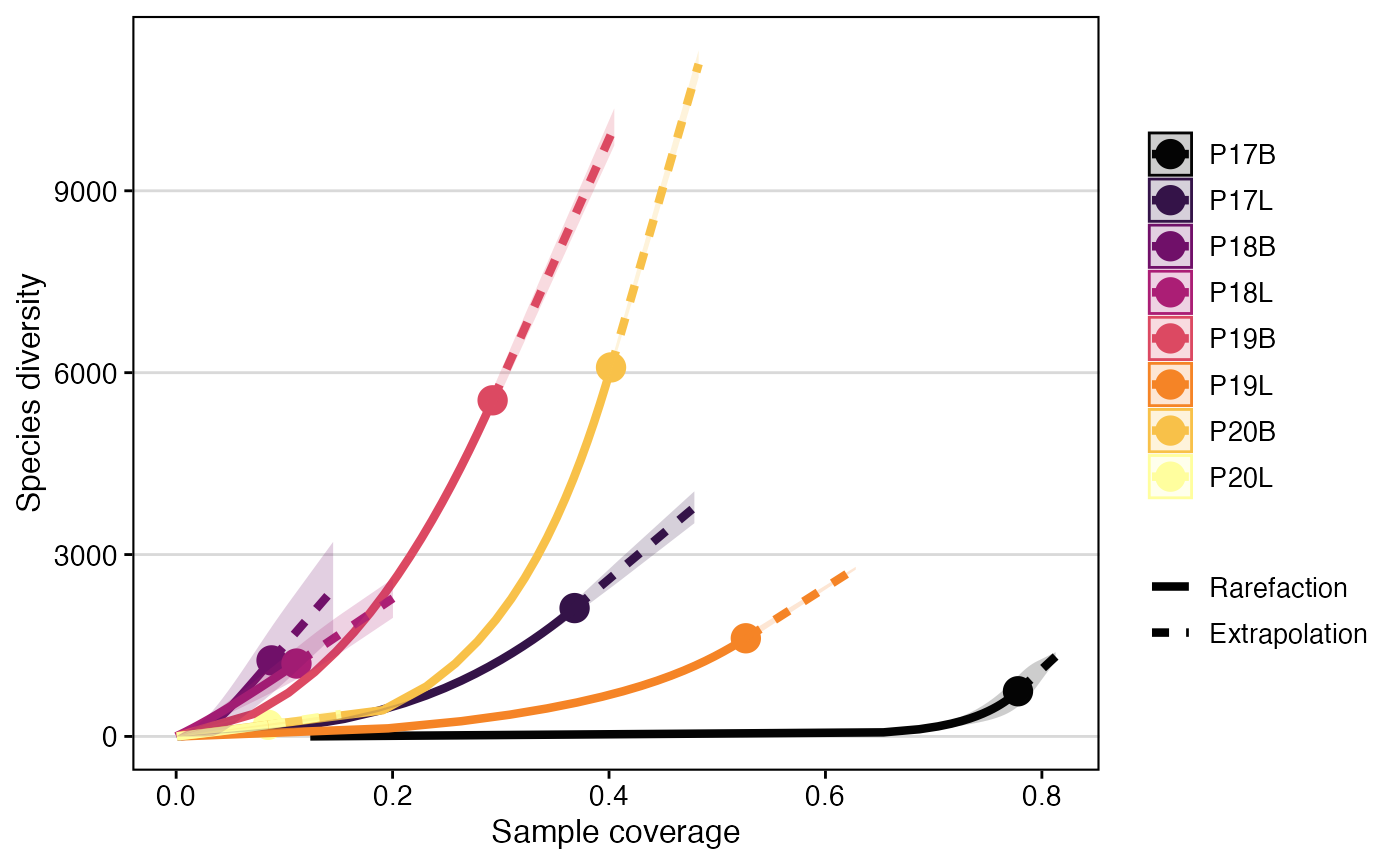 Species diversity
9000
6000
3000
0
0.0 0.2 0.4 0.6 0.8
Sample coverage
P17B
P17L
P18B
P18L
P19B
P19L
P20B
P20L
Rarefaction
Extrapolation